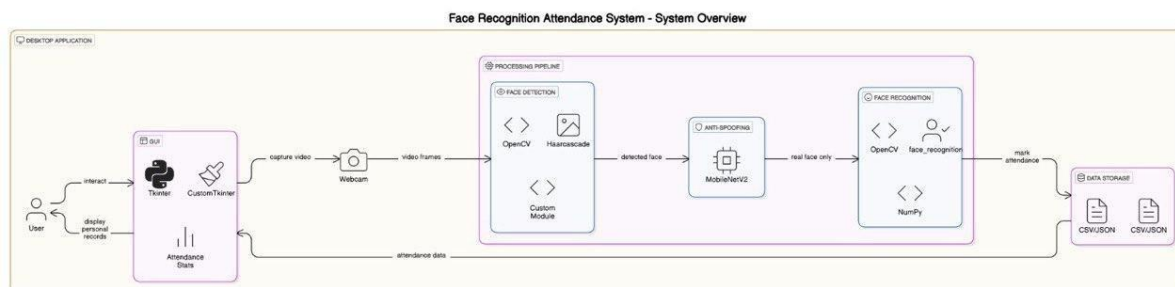 Face Recognition Attendance System - System Overview
DESKTOP APPLICATION
PROCESSING PIPELINE
FACE DETECTION
OpenCV
Haarcascade
Custom
Module
ANTI-SPOOFING
MobileNetV2
FACE RECOGNITION
OpenCV
face_recognition
NumPy
GUI
Tkinter
CustomTkinter
Attendance
Stats
User
interact
display
personal
records
capture video
Webcam
video frames
detected face
real face only
mark
attendance
DATA STORAGE
CSV/JSON
CSV/JSON
attendance data